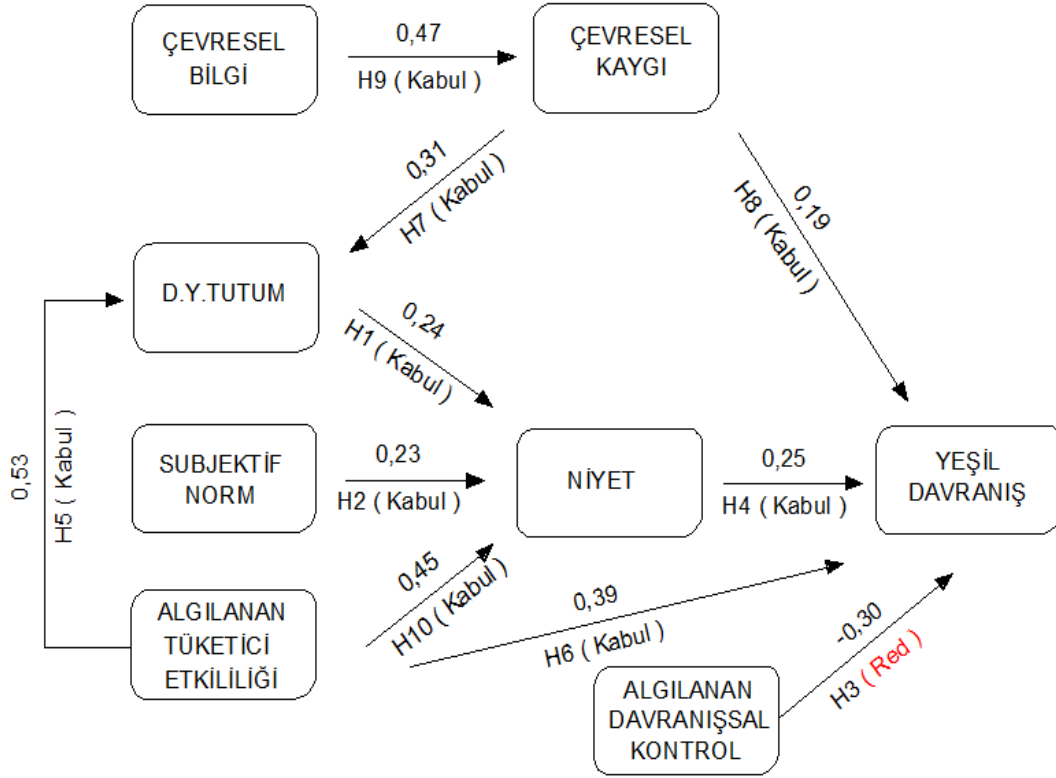 ÇEVRESEL
BİLGİ
0,47
H9 ( Kabul )
ÇEVRESEL
KAYGI
0,31
H7 ( Kabul )
0,19
H8 ( Kabul )
D.Y.TUTUM
0,24
H1 ( Kabul )
0,53
H5 ( Kabul )
SUBJEKTİF
NORM
0,23
H2 ( Kabul )
NİYET
0,25
H4 ( Kabul )
YEŞİL
DAVRANIŞ
ALGILANAN
TÜKETİCİ
ETKİLİLİĞİ
0,45
H10 ( Kabul )
0,39
H6 ( Kabul )
-0,30
H3 ( Red )
ALGILANAN
DAVRANIŞSAL
KONTROL